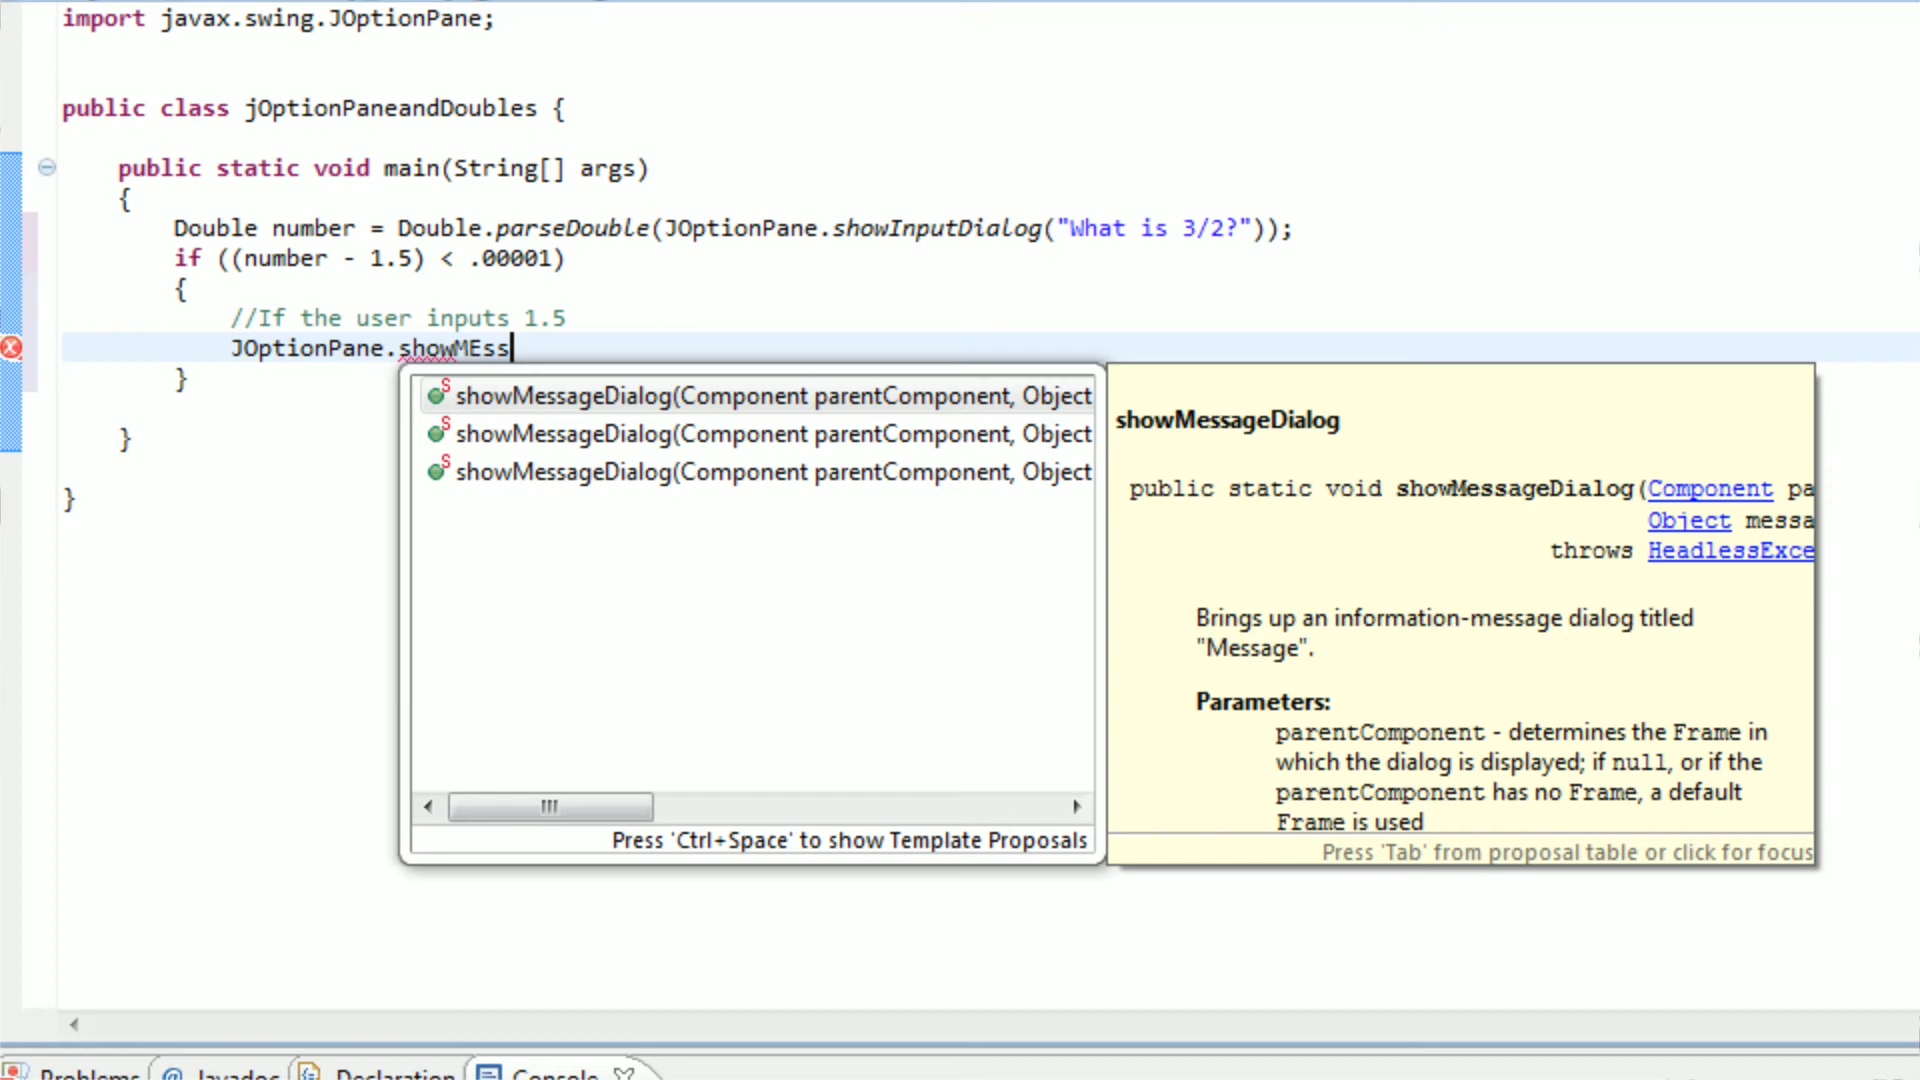 import javax.swing.JOptionPane;
public class jOptionPaneandDoubles {
public static void main(String[] args)
{
Double number = Double.parseDouble(JOptionPane.showInputDialog("What is 3/2?"));
if ((number - 1.5) < .00001)
{
//If the user inputs 1.5
JOptionPane.showMEss
}
}
}
showMessageDialog(Component parentComponent, Object
showMessageDialog(Component parentComponent, Object
showMessageDialog(Component parentComponent, Object
Press 'Ctrl+Space' to show Template Proposals
showMessageDialog
public static void showMessageDialog(Component pa
Object messa
throws HeadlessExce
Brings up an information-message dialog titled
"Message".
Parameters:
parentComponent - determines the Frame in
which the dialog is displayed; if null, or if the
parentComponent has no Frame, a default
Frame is used
Press 'Tab' from proposal table or click for focus
Problems @ Javadoc Declaration Console